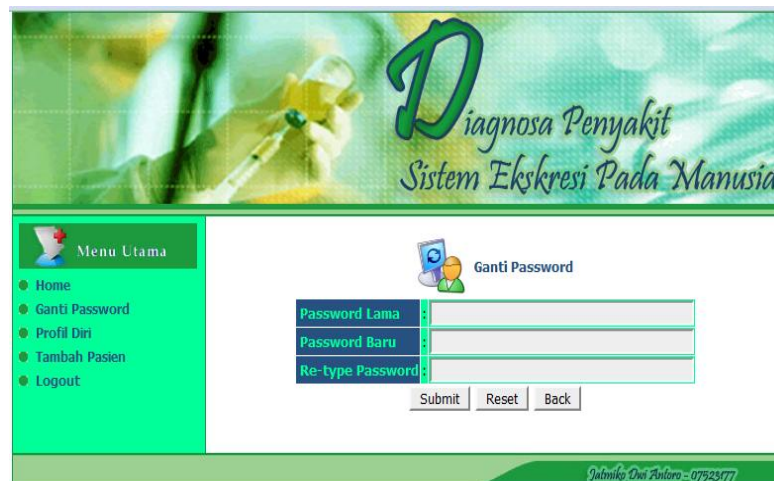 Diagnosa Penyakit
Sistem Ekskresi Pada Manusia
Menu Utama
Home
Ganti Password
Profil Diri
Tambah Pasien
Logout
Ganti Password
Password Lama :
Password Baru :
Re-type Password :
Submit Reset Back
Jatmiko Dwi Antoro - 07523177